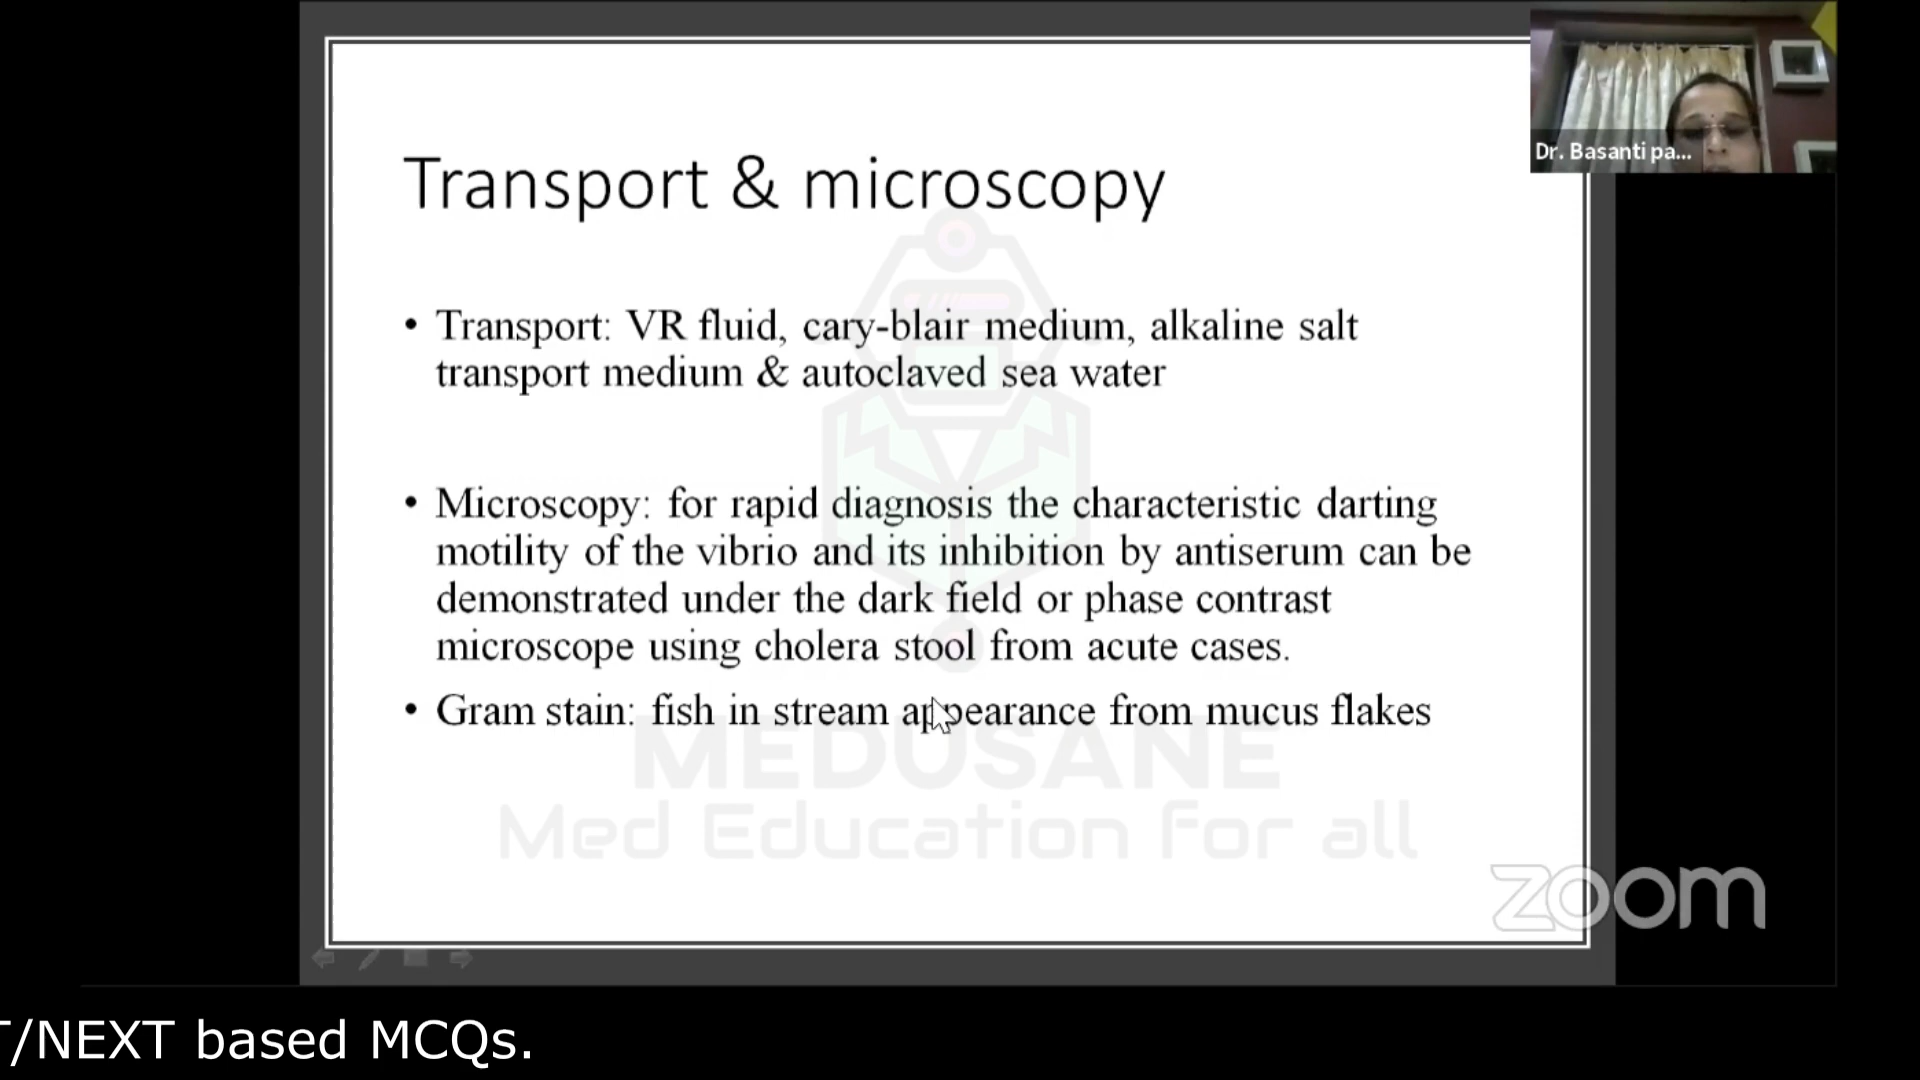 Transport & microscopy
Dr. Basanti pa...
• Transport: VR fluid, cary-blair medium, alkaline salt
transport medium & autoclaved sea water
• Microscopy: for rapid diagnosis the characteristic darting
motility of the vibrio and its inhibition by antiserum can be
demonstrated under the dark field or phase contrast
microscope using cholera stool from acute cases.
• Gram stain: fish in stream appearance from mucus flakes
MEDUSANE
Med Education for all
zoom
T/NEXT based MCQs.